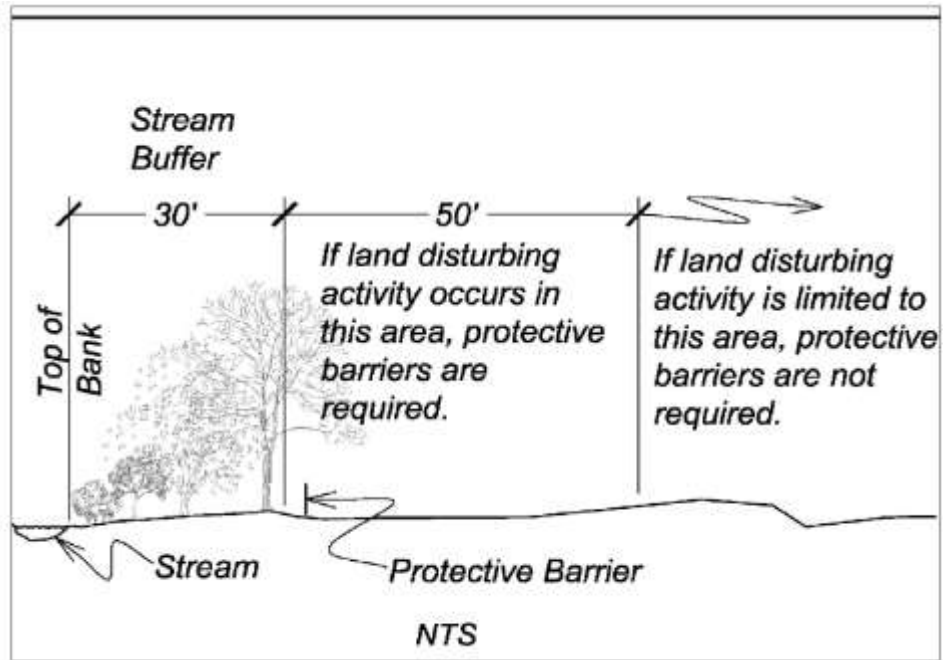 Stream
Buffer
30'
50'
Top of
Bank
If land disturbing
activity occurs in
this area, protective
barriers are
required.
If land disturbing
activity is limited to
this area, protective
barriers are not
required.
Stream
Protective Barrier
NTS